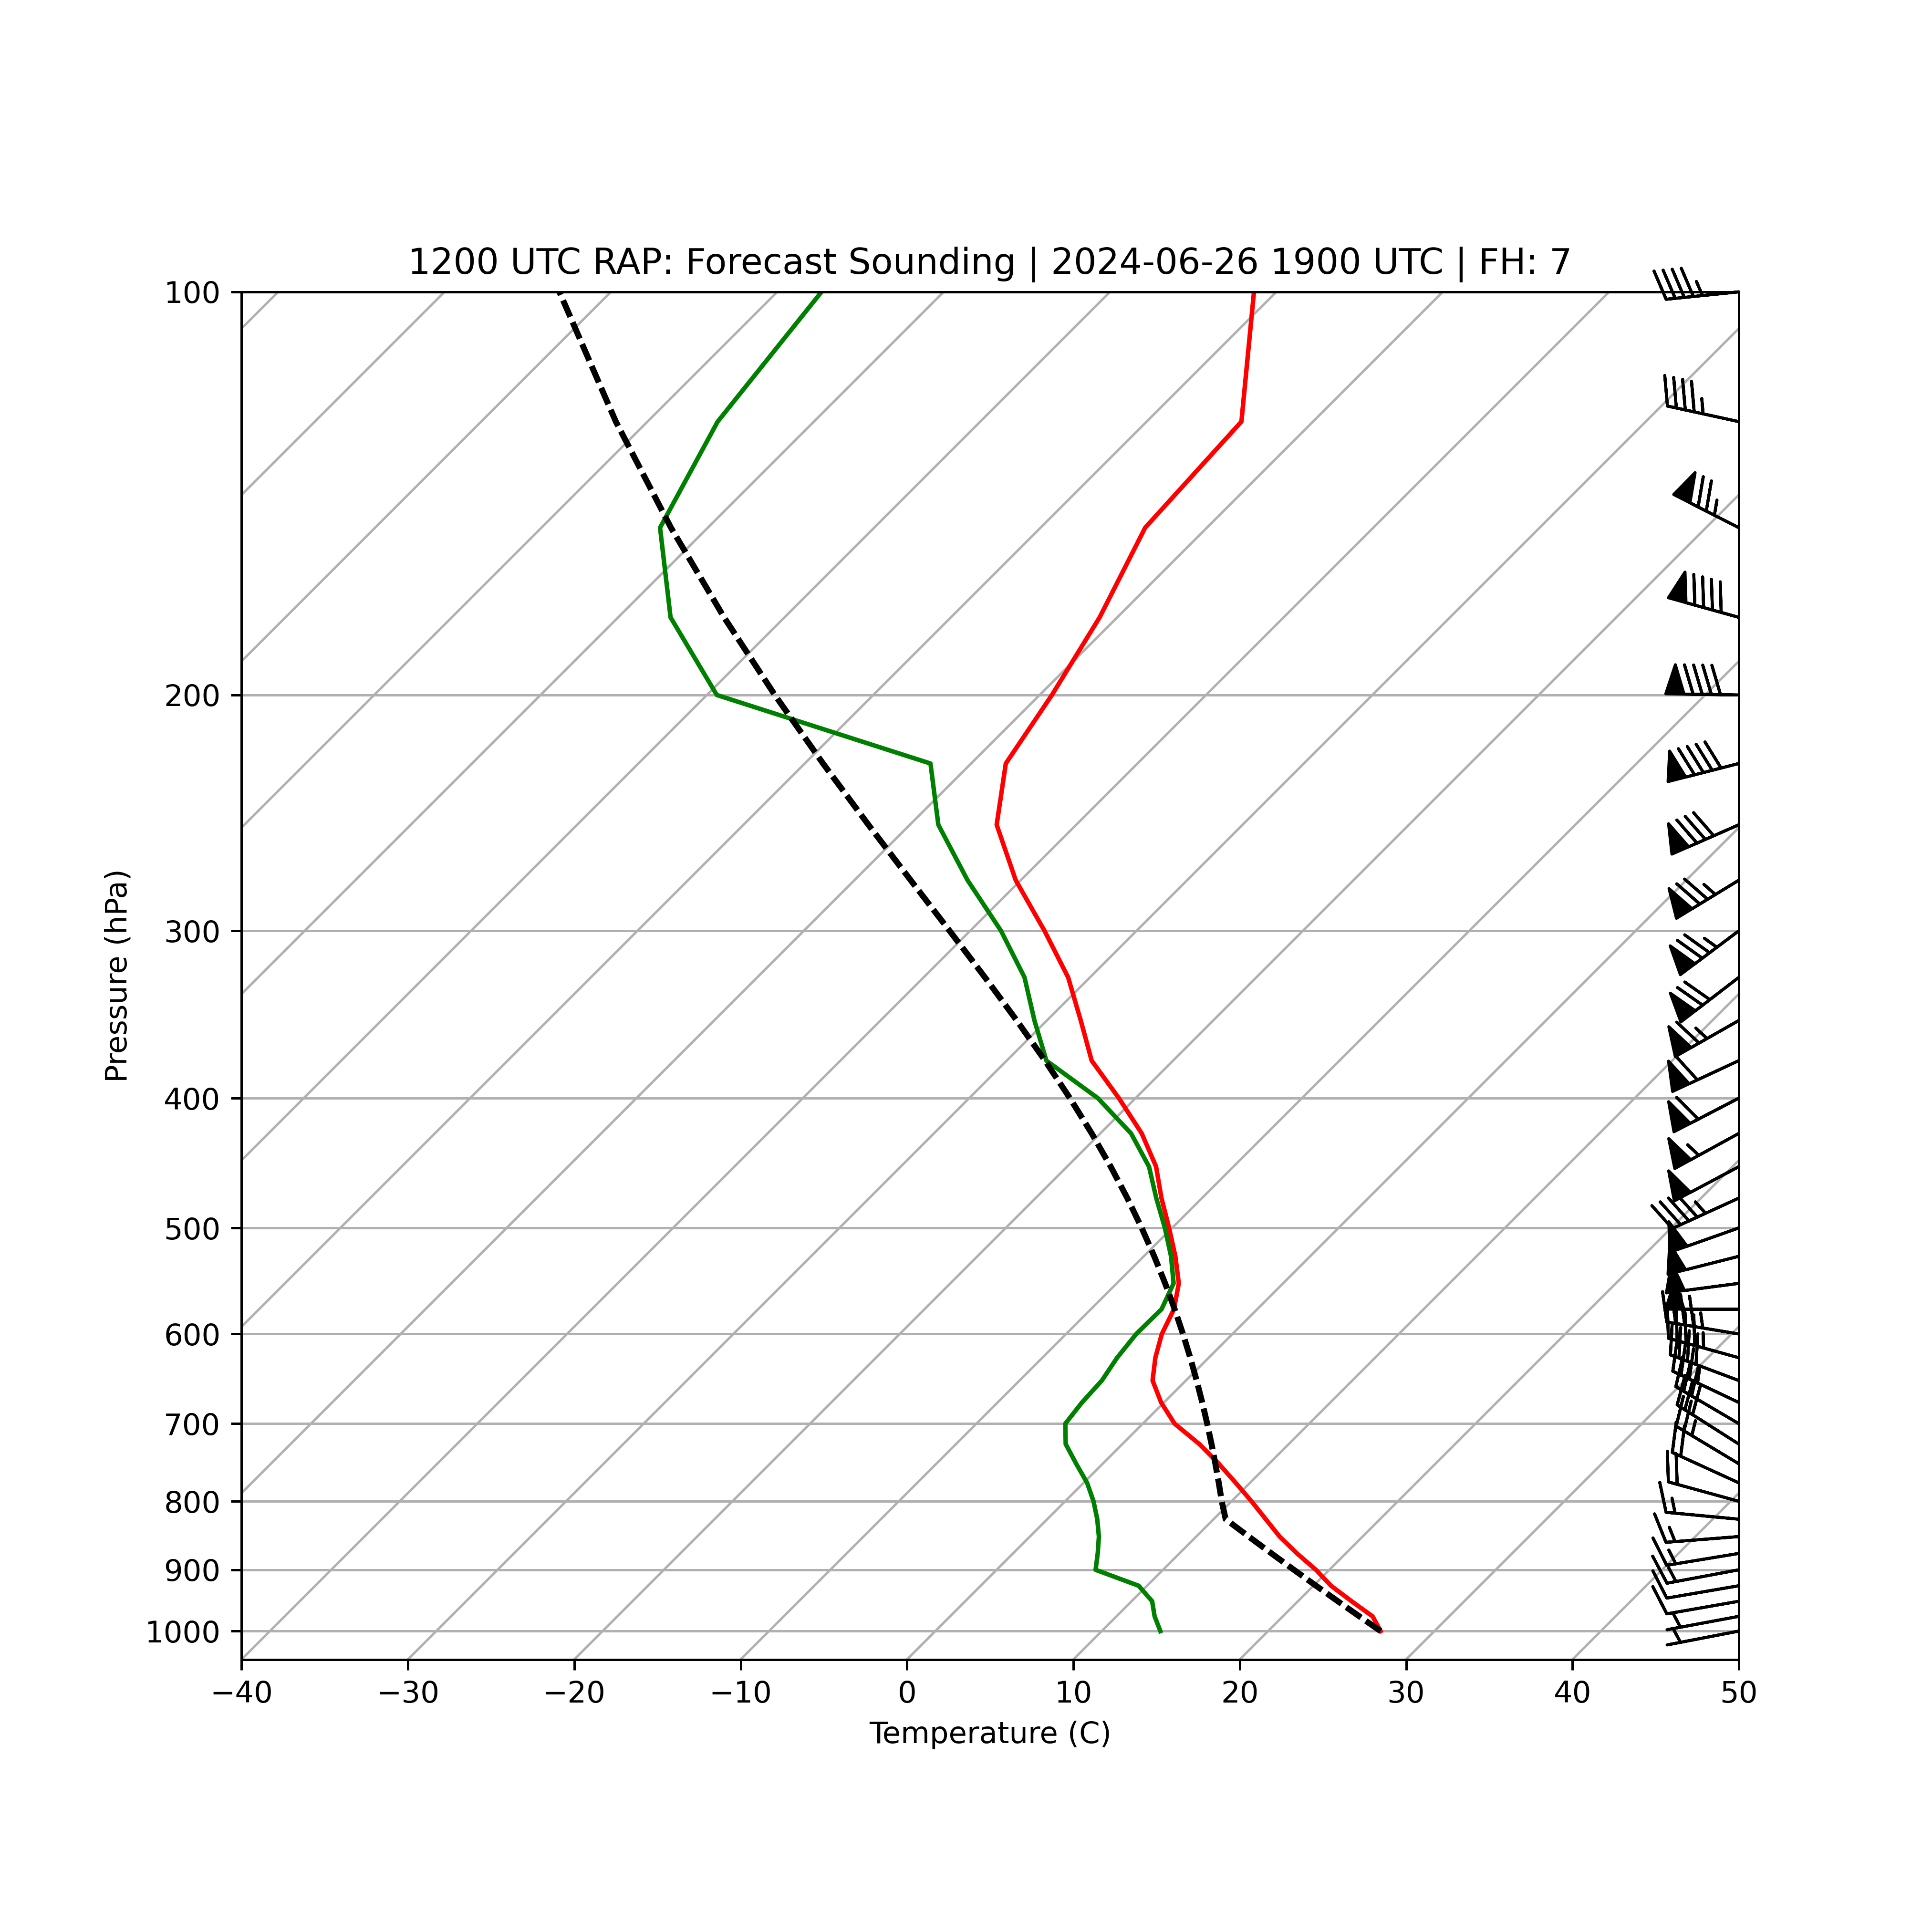 1200 UTC RAP: Forecast Sounding | 2024-06-26 1900 UTC | FH: 7
100
200
300
400
500
600
700
800
900
1000
Pressure (hPa)
−40 −30 −20 −10 0 10 20 30 40 50
Temperature (C)